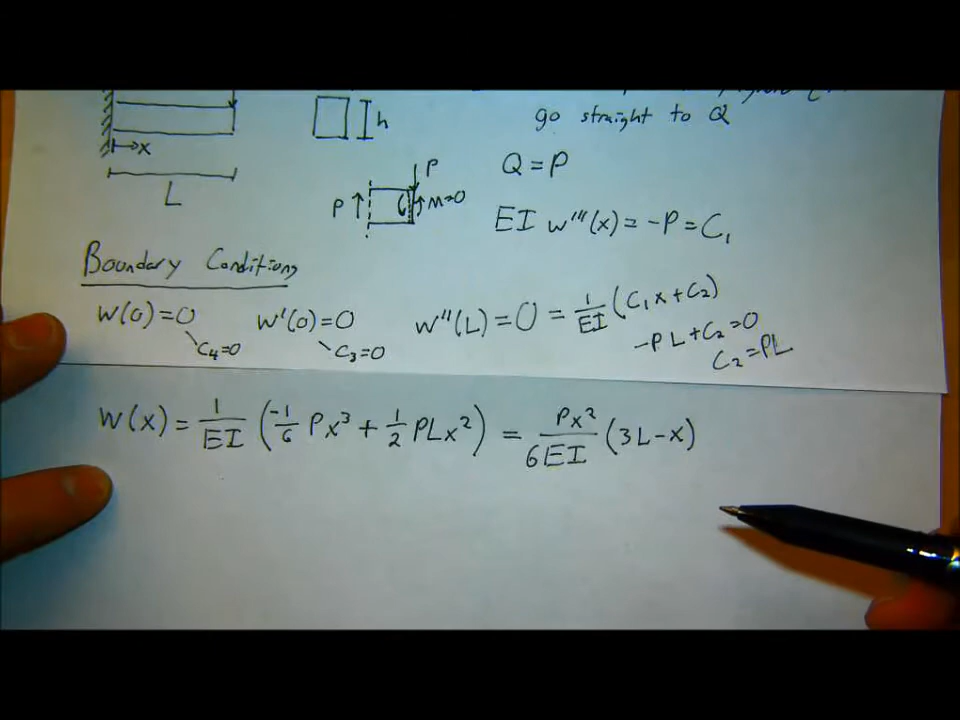 h
go straight to Q
x
L
P
P
M=0
Q = P
EI w'''(x) = -P = C₁
Boundary Conditions
W(0)=0
C₄=0
W'(0)=0
C₃=0
W''(L) = 0 = 1/EI (C₁x + C₂)
-PL + C₂ = 0
C₂ = PL
W(x) = 1/EI (-1/6 Px³ + 1/2 PLx²) = Px²/6EI (3L-x)